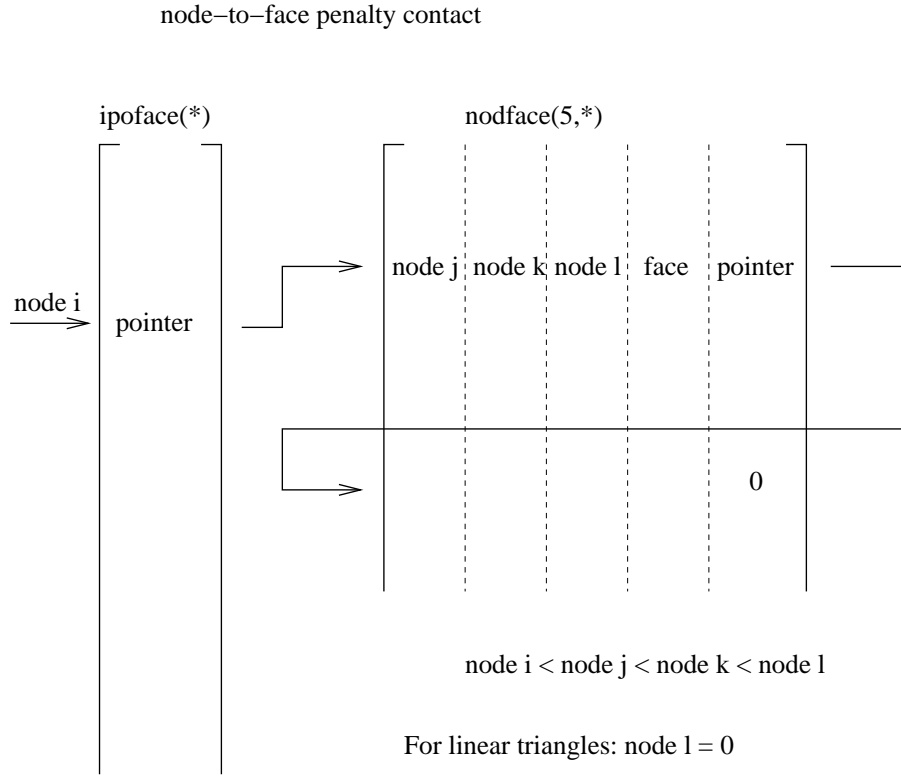 node−to−face penalty contact
ipoface(*)
nodface(5,*)
node j node k node l face pointer
node i
pointer
0
node i < node j < node k < node l
For linear triangles: node l = 0